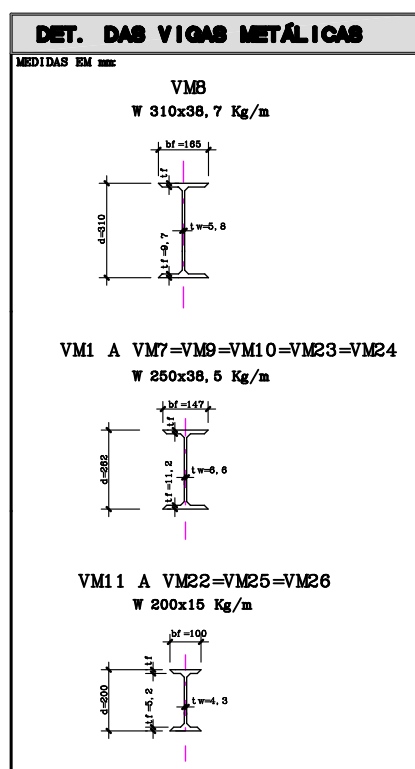 DET. DAS VIGAS METÁLICAS
MEDIDAS EM mm:
VM8
W 310x38,7 Kg/m
bf=165
tf
d=310
tw=5,8
tf=9,7
VM1 A VM7=VM9=VM10=VM23=VM24
W 250x38,5 Kg/m
bf=147
tf
d=262
tw=6,6
tf=11,2
VM11 A VM22=VM25=VM26
W 200x15 Kg/m
bf=100
tf
d=200
tw=4,3
tf=5,2